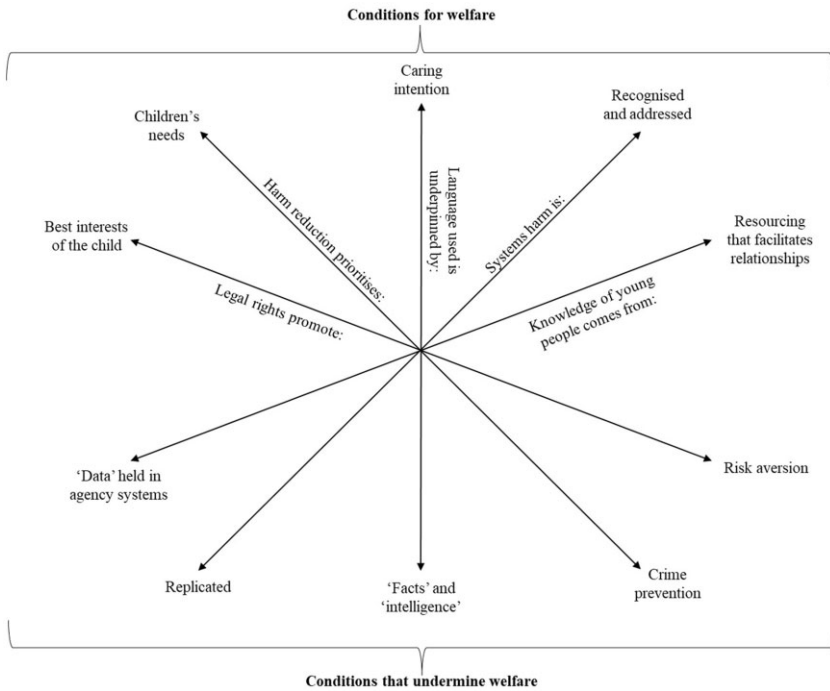 Conditions for welfare
Caring
intention
Recognised
and addressed
Children’s
needs
Language used is
underpinned by:
Harm reduction prioritises:
Systems harm is:
Best interests
of the child
Resourcing
that facilitates
relationships
Legal rights promote:
Knowledge of young
people comes from:
‘Data’ held in
agency systems
Risk aversion
Replicated
‘Facts’ and
‘intelligence’
Crime
prevention
Conditions that undermine welfare